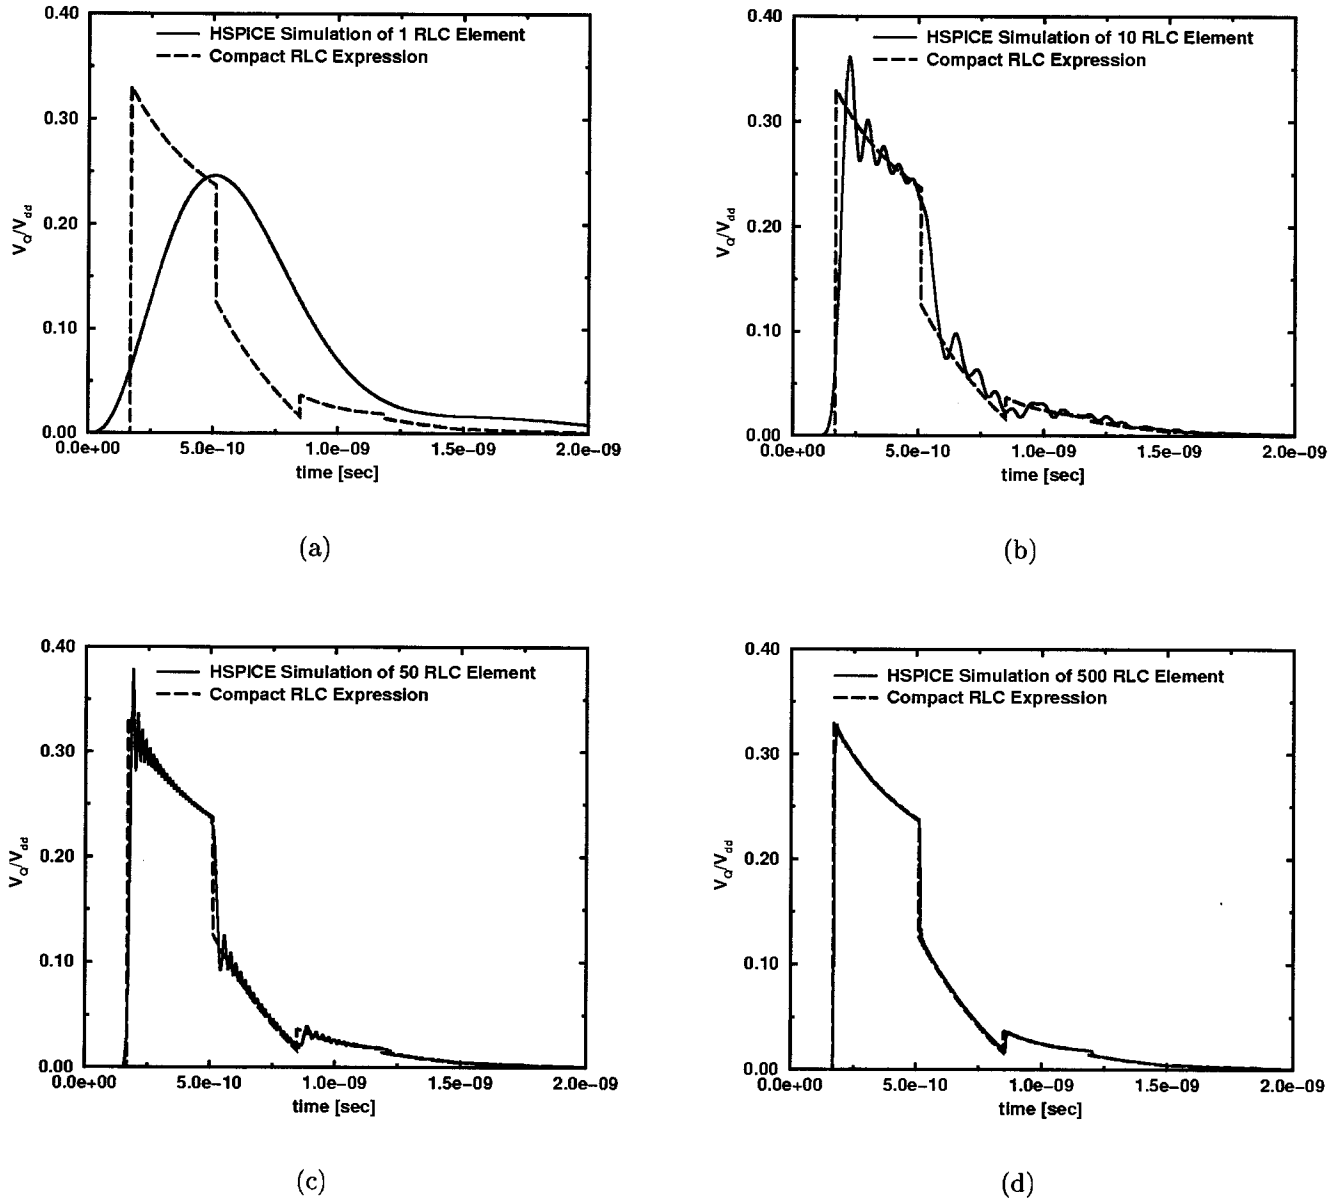 0.40
HSPICE Simulation of 1 RLC Element
Compact RLC Expression
0.30
0.20
0.10
0.00
V_Q/V_dd
0.0e+00 5.0e−10 1.0e−09 1.5e−09 2.0e−09
time [sec]
(a)
0.40
HSPICE Simulation of 10 RLC Element
Compact RLC Expression
0.30
0.20
0.10
0.00
V_Q/V_dd
0.0e+00 5.0e−10 1.0e−09 1.5e−09 2.0e−09
time [sec]
(b)
0.40
HSPICE Simulation of 50 RLC Element
Compact RLC Expression
0.30
0.20
0.10
0.00
V_Q/V_dd
0.0e+00 5.0e−10 1.0e−09 1.5e−09 2.0e−09
time [sec]
(c)
0.40
HSPICE Simulation of 500 RLC Element
Compact RLC Expression
0.30
0.20
0.10
0.00
V_Q/V_dd
0.0e+00 5.0e−10 1.0e−09 1.5e−09 2.0e−09
time [sec]
(d)